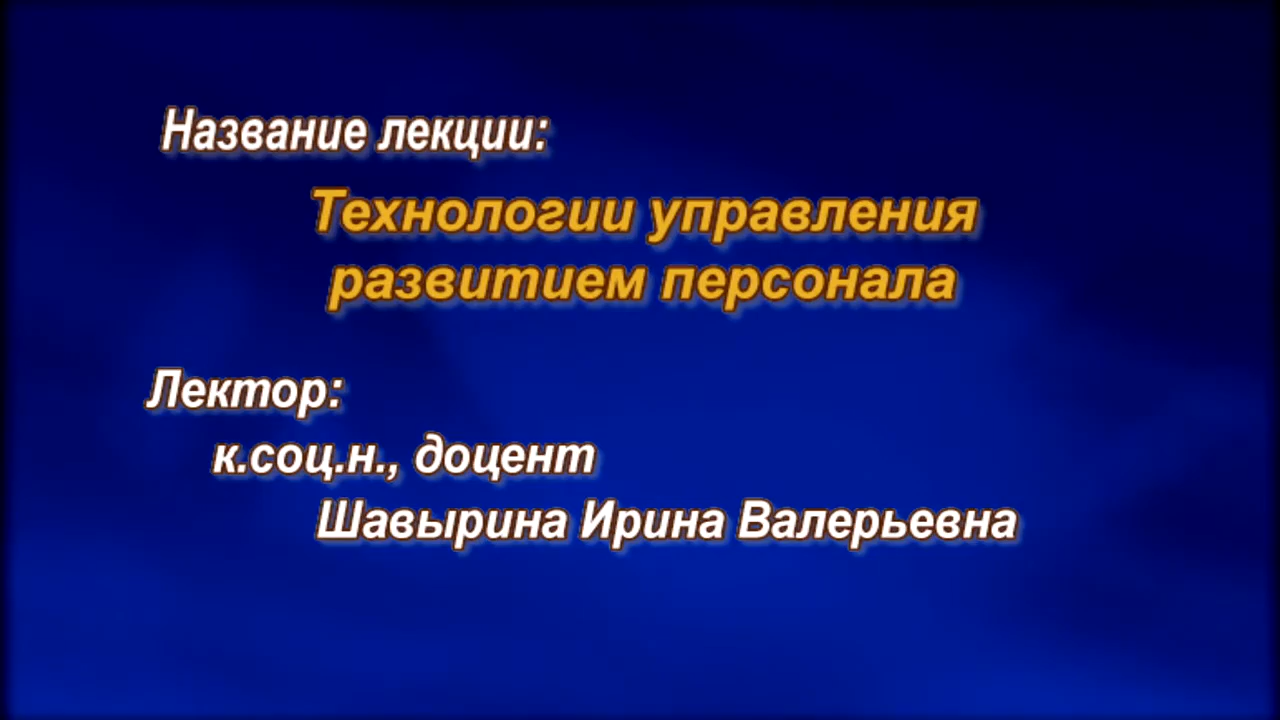 Название лекции:
Технологии управления
развитием персонала
Лектор:
к.соц.н., доцент
Шавырина Ирина Валерьевна